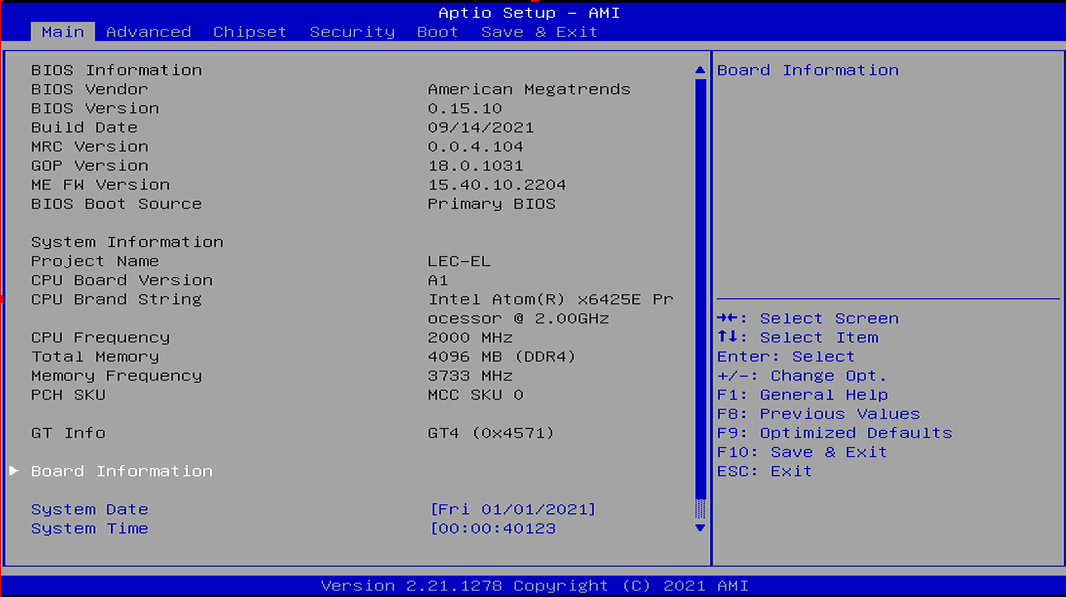 Aptio Setup – AMI
Main Advanced Chipset Security Boot Save & Exit
BIOS Information
BIOS Vendor American Megatrends
BIOS Version 0.15.10
Build Date 09/14/2021
MRC Version 0.0.4.104
GOP Version 18.0.1031
ME FW Version 15.40.10.2204
BIOS Boot Source Primary BIOS
System Information
Project Name LEC-EL
CPU Board Version A1
CPU Brand String Intel Atom(R) x6425E Pr
ocessor @ 2.00GHz
CPU Frequency 2000 MHz
Total Memory 4096 MB (DDR4)
Memory Frequency 3733 MHz
PCH SKU MCC SKU 0
GT Info GT4 (0x4571)
Board Information
System Date [Fri 01/01/2021]
System Time [00:00:40123
Board Information
→←: Select Screen
↑↓: Select Item
Enter: Select
+/-: Change Opt.
F1: General Help
F8: Previous Values
F9: Optimized Defaults
F10: Save & Exit
ESC: Exit
Version 2.21.1278 Copyright (C) 2021 AMI